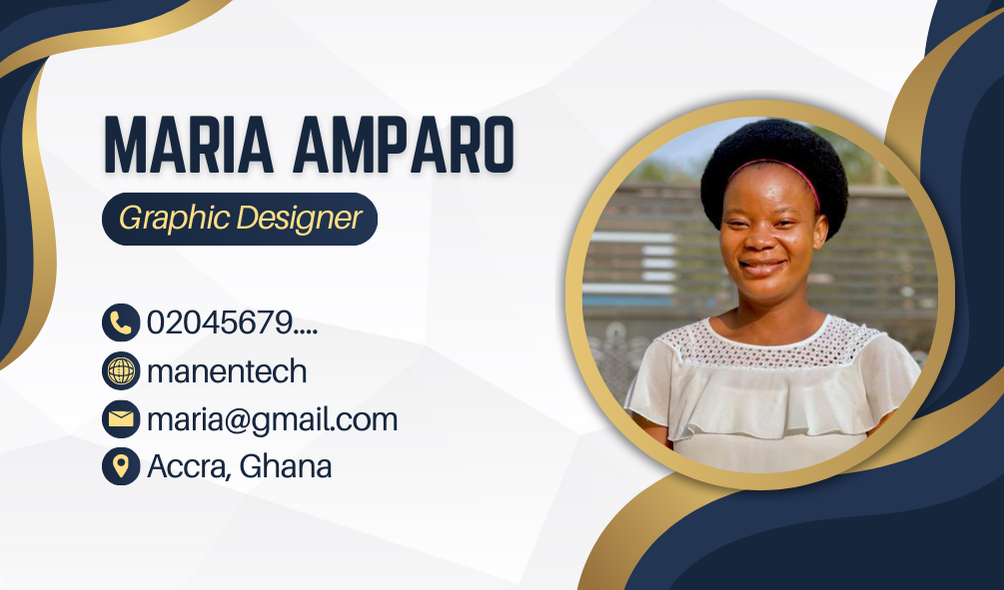 MARIA AMPARO
Graphic Designer
02045679....
manentech
maria@gmail.com
Accra, Ghana